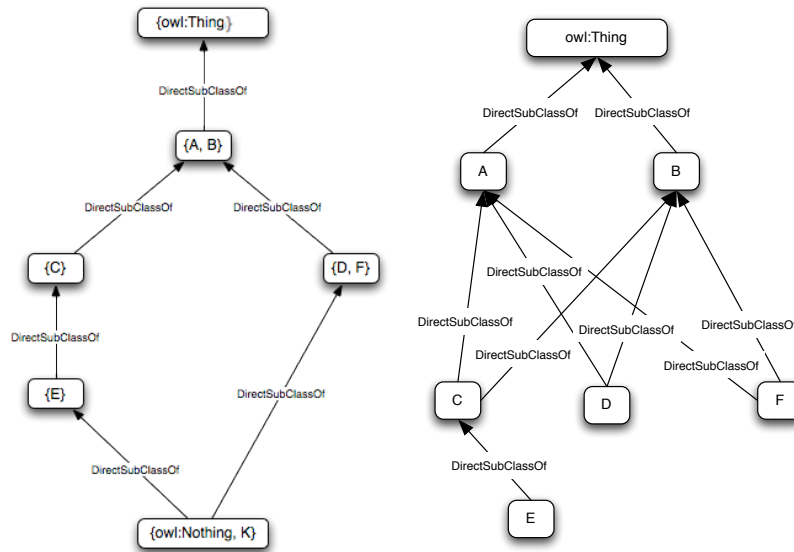 {owl:Thing}
DirectSubClassOf
{A, B}
DirectSubClassOf
DirectSubClassOf
{C}
{D, F}
DirectSubClassOf
{E}
DirectSubClassOf
DirectSubClassOf
{owl:Nothing, K}
owl:Thing
DirectSubClassOf
DirectSubClassOf
A
B
DirectSubClassOf
DirectSubClassOf
DirectSubClassOf
DirectSubClassOf
DirectSubClassOf
DirectSubClassOf
C
D
F
DirectSubClassOf
E